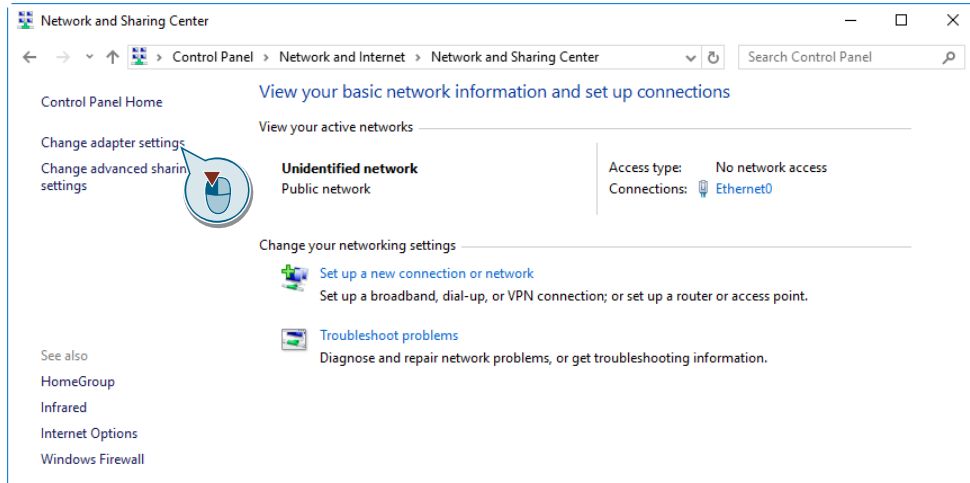 Network and Sharing Center
Control Panel > Network and Internet > Network and Sharing Center
Search Control Panel
Control Panel Home
Change adapter settings
Change advanced sharin
settings
See also
HomeGroup
Infrared
Internet Options
Windows Firewall
View your basic network information and set up connections
View your active networks
Unidentified network
Public network
Access type: No network access
Connections: Ethernet0
Change your networking settings
Set up a new connection or network
Set up a broadband, dial-up, or VPN connection; or set up a router or access point.
Troubleshoot problems
Diagnose and repair network problems, or get troubleshooting information.